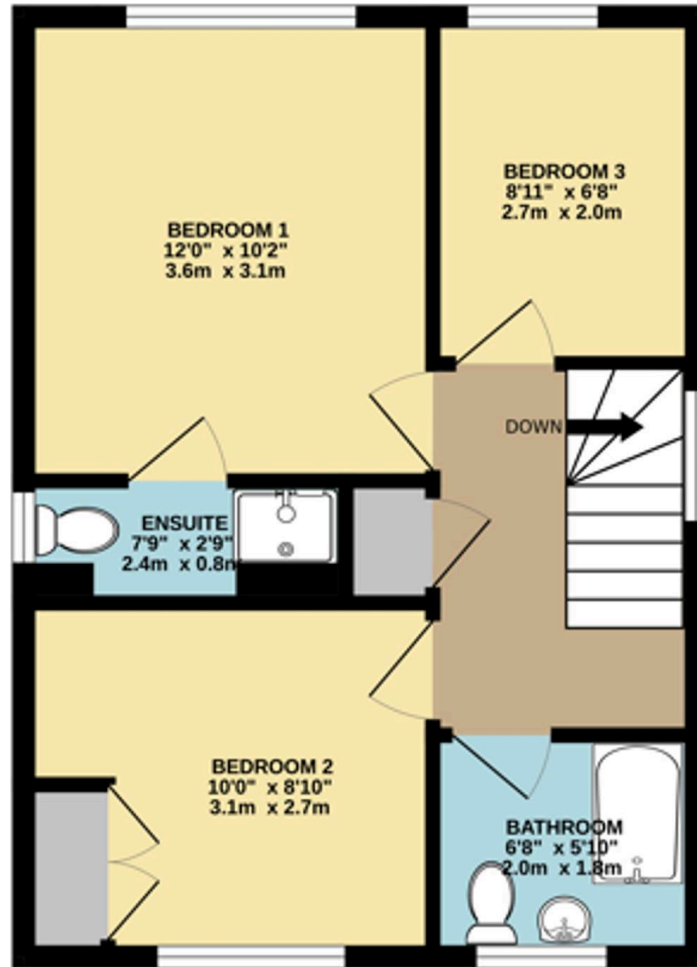 BEDROOM 3
8'11" x 6'8"
2.7m x 2.0m
BEDROOM 1
12'0" x 10'2"
3.6m x 3.1m
DOWN
ENSUITE
7'9" x 2'9"
2.4m x 0.8m
BEDROOM 2
10'0" x 8'10"
3.1m x 2.7m
BATHROOM
6'8" x 5'10"
2.0m x 1.8m